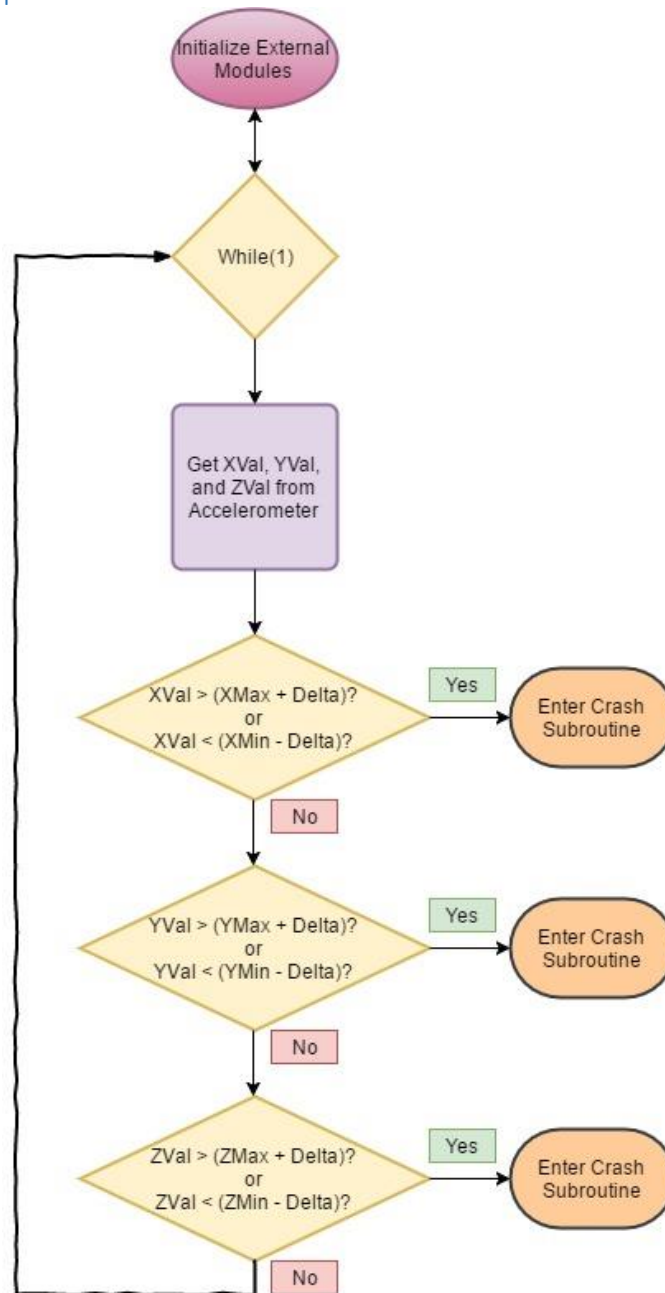 Initialize External
Modules
While(1)
Get XVal, YVal,
and ZVal from
Accelerometer
XVal > (XMax + Delta)?
or
XVal < (XMin - Delta)?
Yes
Enter Crash
Subroutine
No
YVal > (YMax + Delta)?
or
YVal < (YMin - Delta)?
Yes
Enter Crash
Subroutine
No
ZVal > (ZMax + Delta)?
or
ZVal < (ZMin - Delta)?
Yes
Enter Crash
Subroutine
No